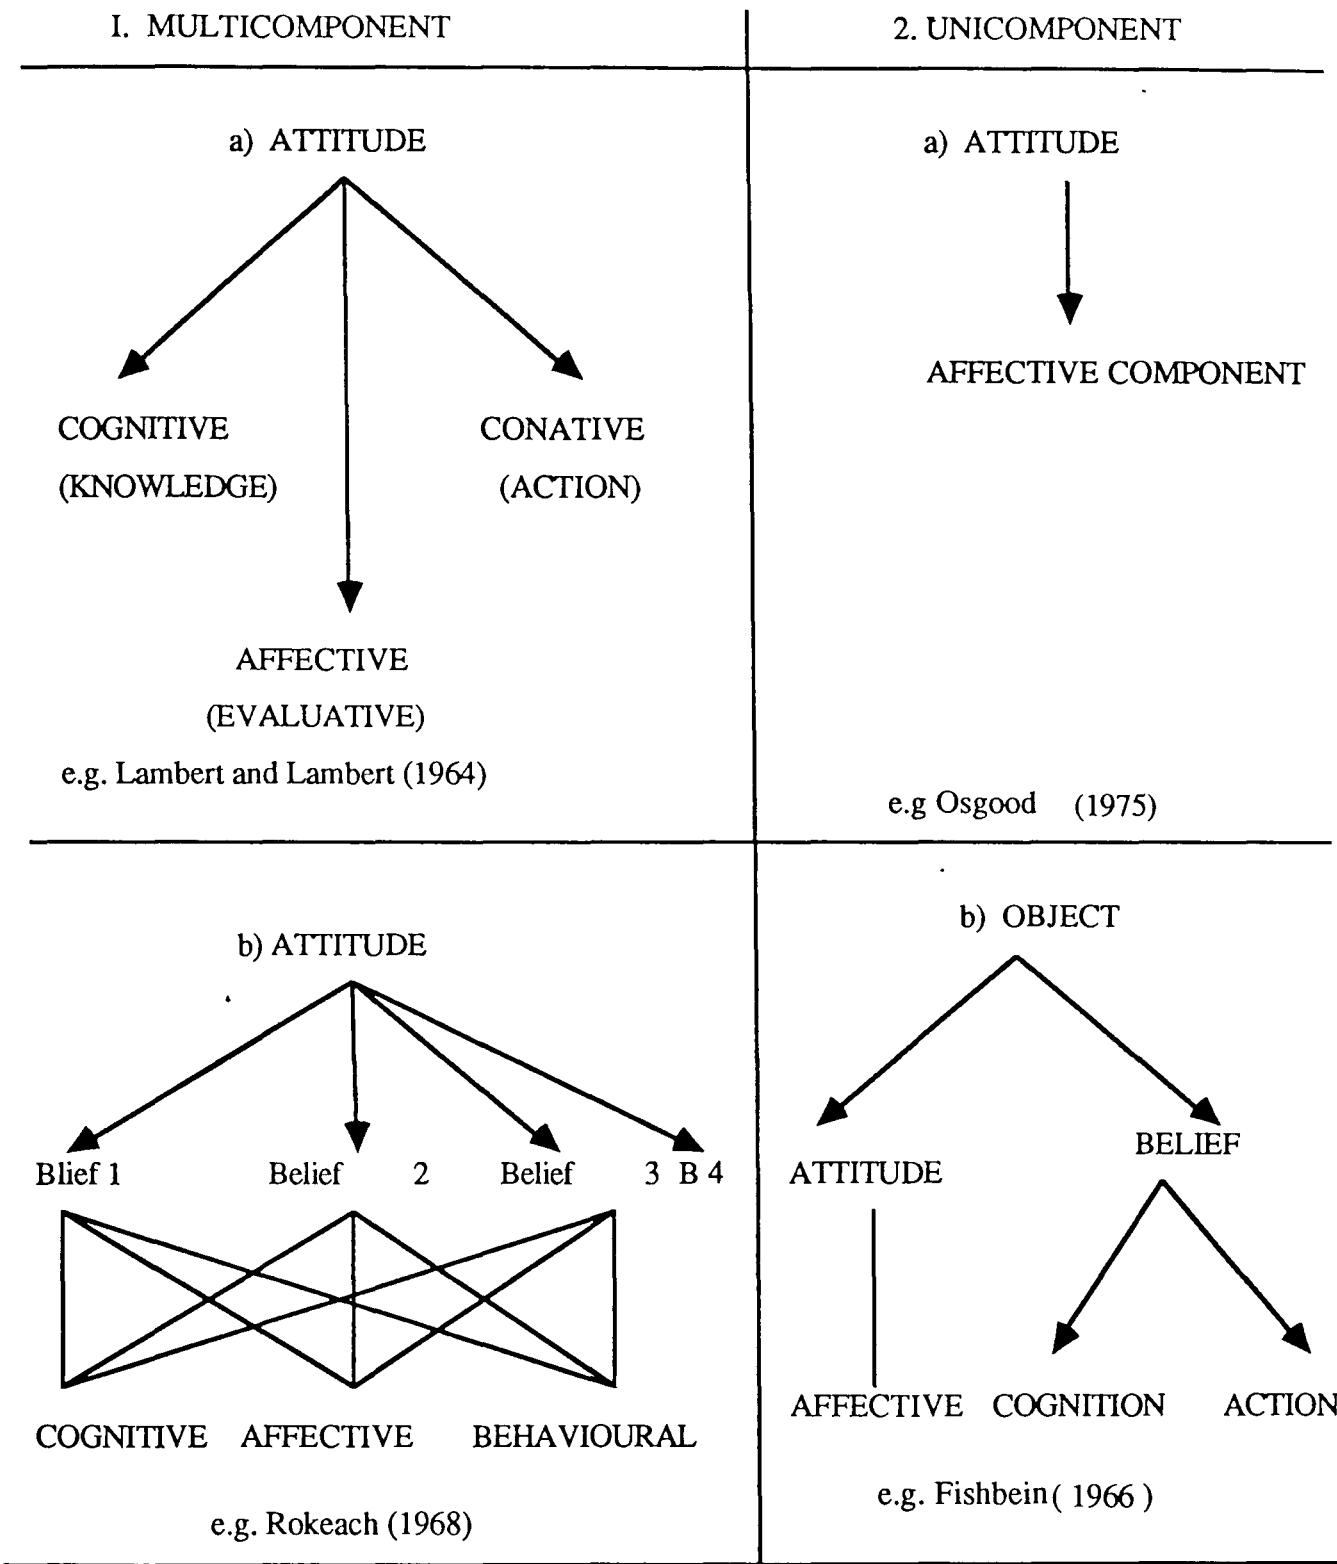 I. MULTICOMPONENT
2. UNICOMPONENT
a) ATTITUDE
COGNITIVE
(KNOWLEDGE)
CONATIVE
(ACTION)
AFFECTIVE
(EVALUATIVE)
e.g. Lambert and Lambert (1964)
a) ATTITUDE
AFFECTIVE COMPONENT
e.g Osgood (1975)
b) ATTITUDE
Blief 1 Belief 2 Belief 3 B 4
COGNITIVE AFFECTIVE BEHAVIOURAL
e.g. Rokeach (1968)
b) OBJECT
ATTITUDE
BELIEF
AFFECTIVE COGNITION ACTION
e.g. Fishbein ( 1966 )